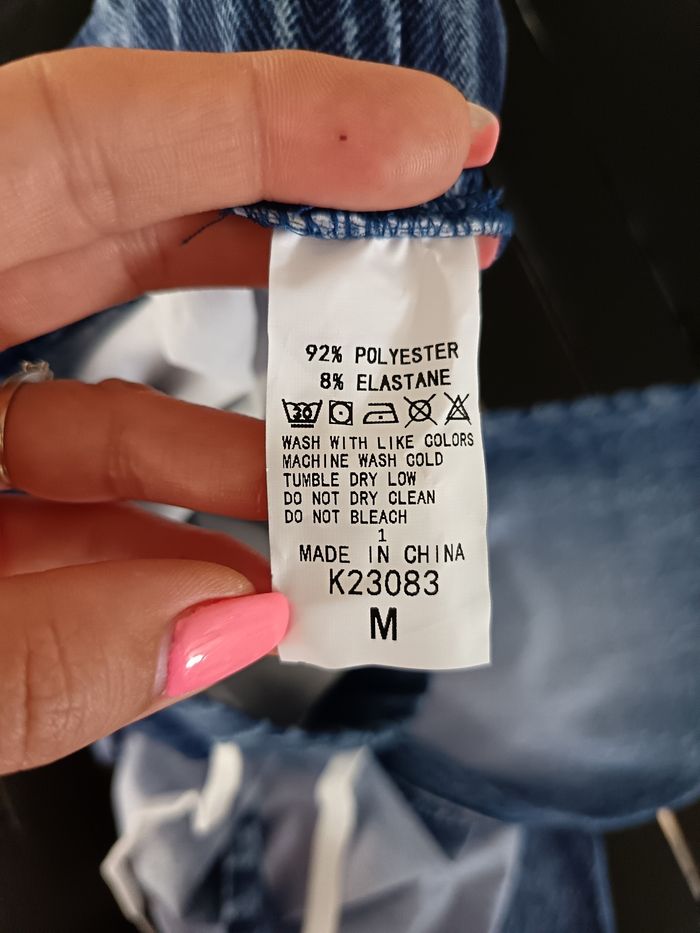 92% POLYESTER
8% ELASTANE
30
WASH WITH LIKE COLORS
MACHINE WASH COLD
TUMBLE DRY LOW
DO NOT DRY CLEAN
DO NOT BLEACH
1
MADE IN CHINA
K23083
M